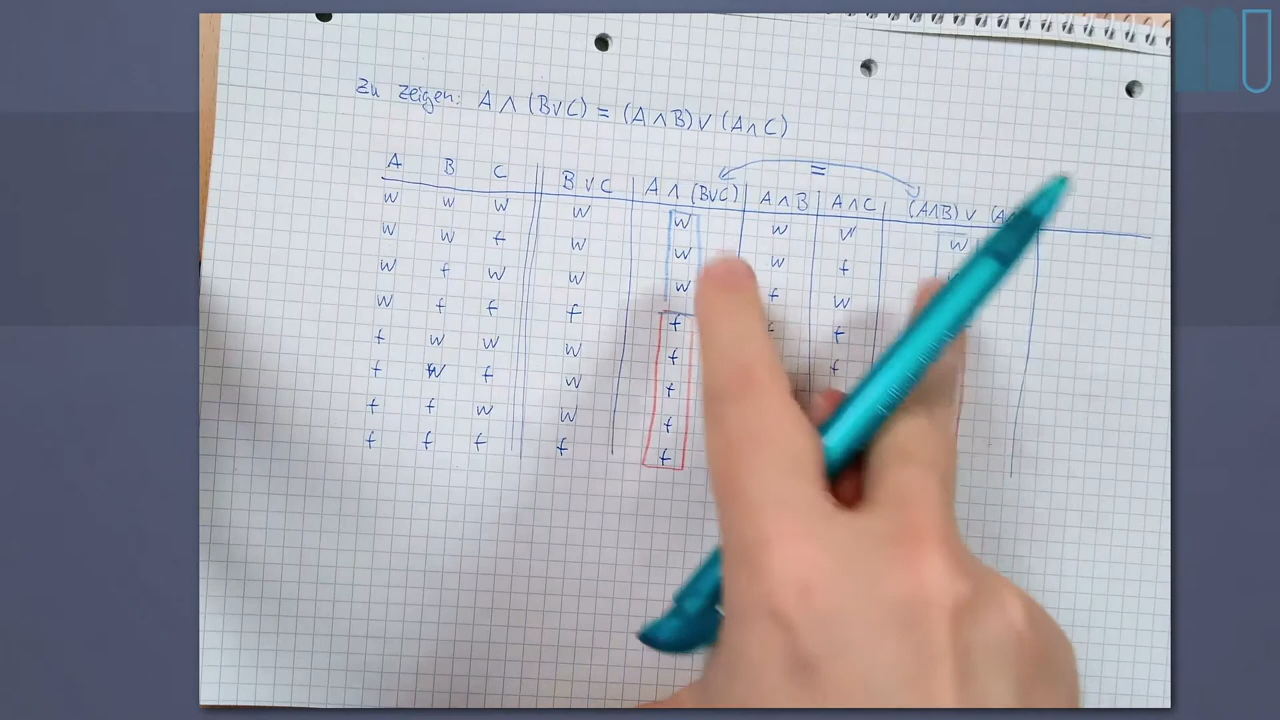 Zu zeigen: A ∧ (B∨C) = (A∧B) ∨ (A∧C)
=
A B C B ∨ C A ∧ (B∨C) A ∧ B A ∧ C (A∧B) ∨ (A
w w w w w w w w
w w f w w w f
w f w w w f w
w f f f f f
f w w w f f
f w f w f
f f w w f
f f f f f